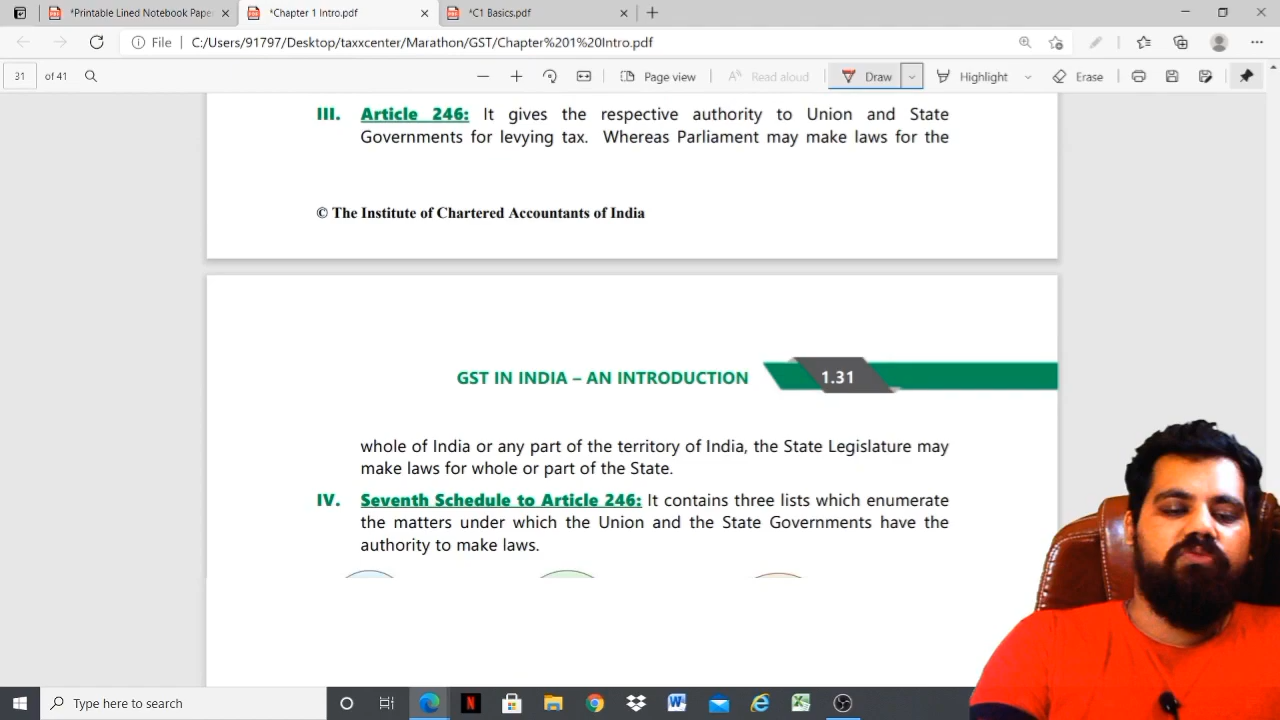 *Printable Lined Notebook Pape
*Chapter 1 Intro.pdf
*C1 Basics.pdf
File
C:/Users/91797/Desktop/taxxcenter/Marathon/GST/Chapter%201%20Intro.pdf
31 of 41
Page view
Read aloud
Draw
Highlight
Erase
III. Article 246: It gives the respective authority to Union and State
Governments for levying tax. Whereas Parliament may make laws for the
© The Institute of Chartered Accountants of India
GST IN INDIA – AN INTRODUCTION 1.31
whole of India or any part of the territory of India, the State Legislature may
make laws for whole or part of the State.
IV. Seventh Schedule to Article 246: It contains three lists which enumerate
the matters under which the Union and the State Governments have the
authority to make laws.
Type here to search